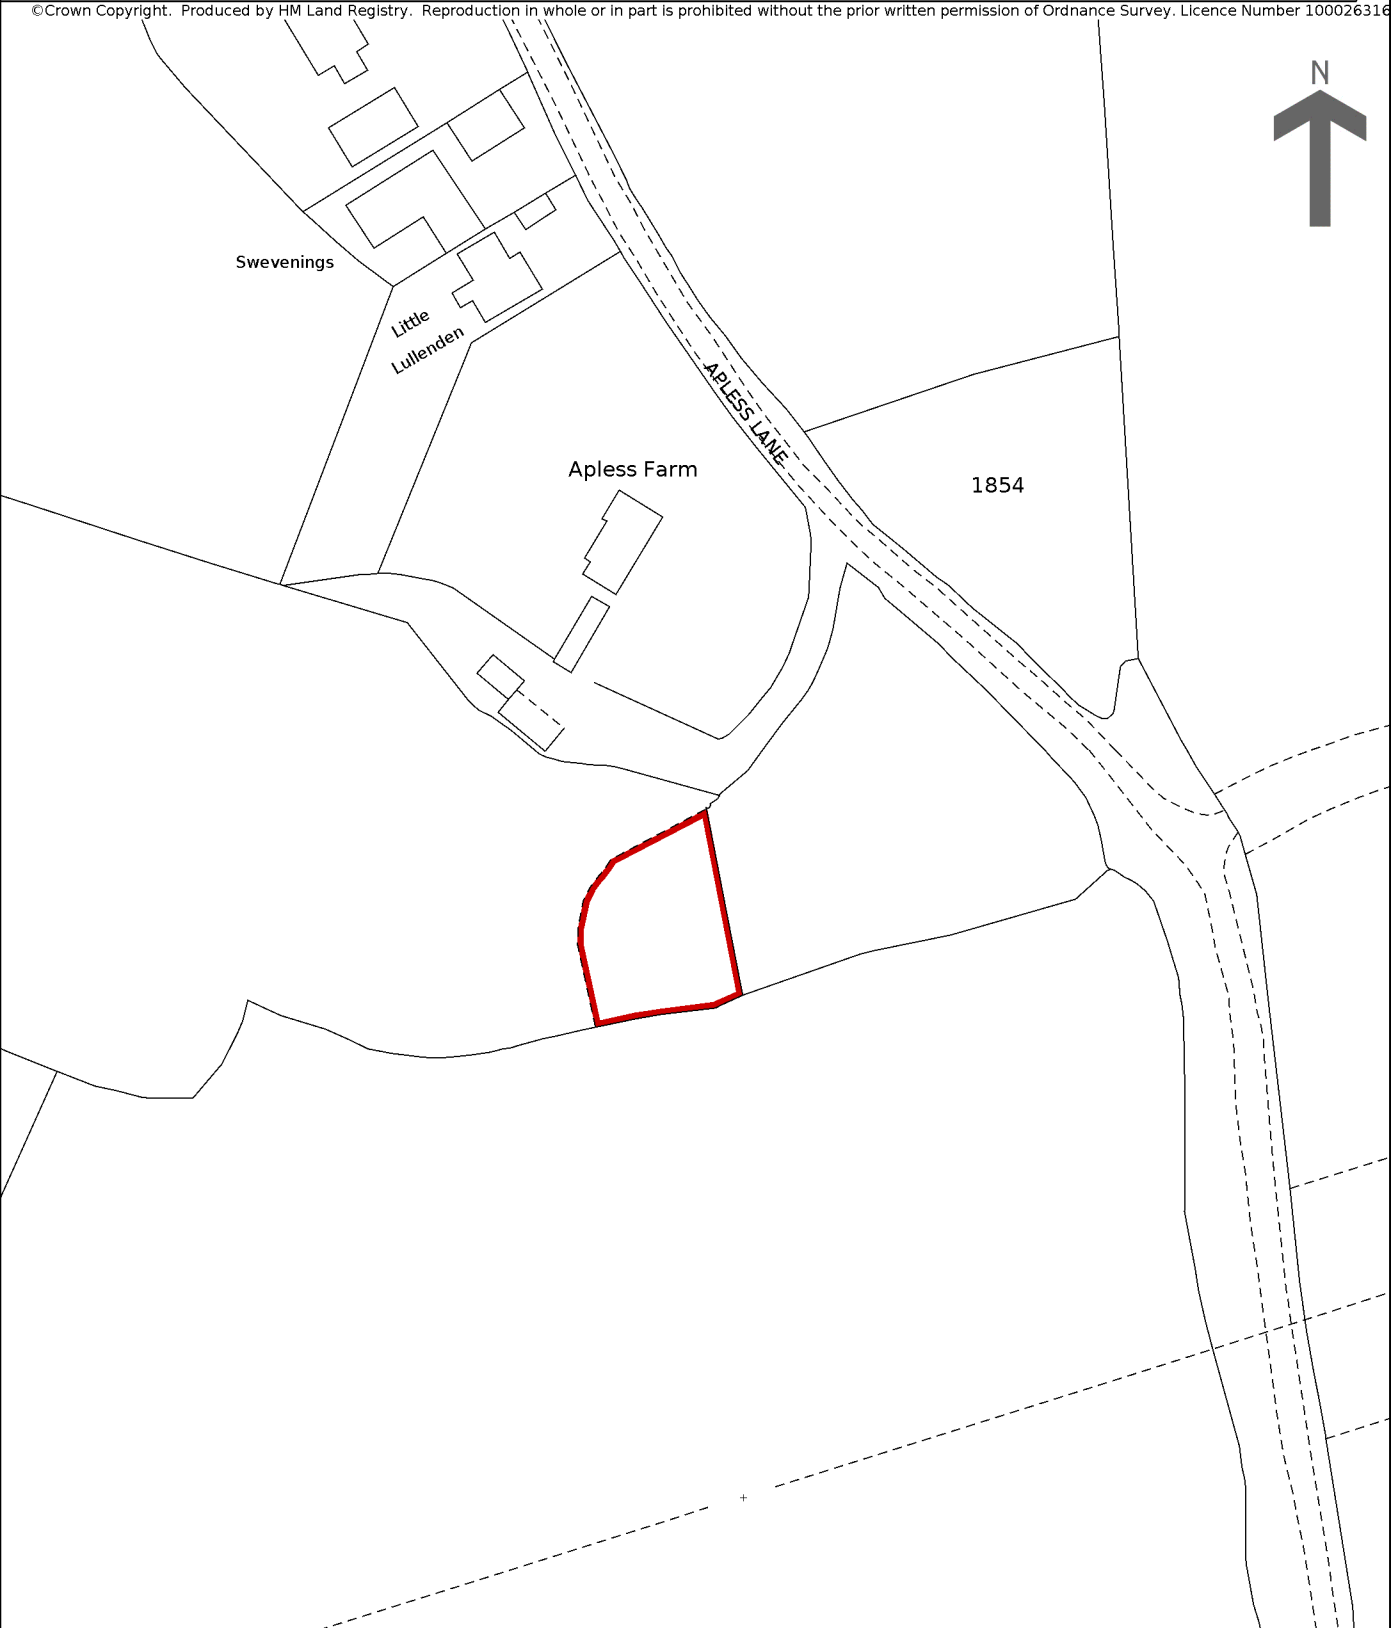 ©Crown Copyright. Produced by HM Land Registry. Reproduction in whole or in part is prohibited without the prior written permission of Ordnance Survey. Licence Number 100026316
N
Swevenings
Little
Lullenden
APLESS LANE
Apless Farm
1854